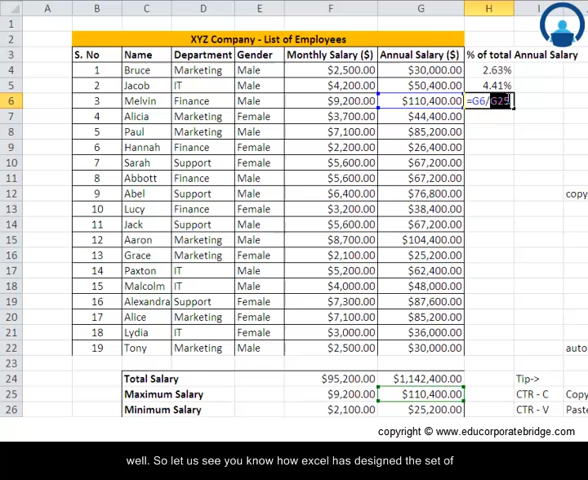 A B C D E F G H I
1
2 XYZ Company - List of Employees
3 S. No Name Department Gender Monthly Salary ($) Annual Salary ($) % of total Annual Salary
4 1 Bruce Marketing Male $2,500.00 $30,000.00 2.63%
5 2 Jacob IT Male $4,200.00 $50,400.00 4.41%
6 3 Melvin Finance Male $9,200.00 $110,400.00 =G6/G25
7 4 Alicia Marketing Female $3,700.00 $44,400.00
8 5 Paul Marketing Male $7,100.00 $85,200.00
9 6 Hannah Finance Female $2,200.00 $26,400.00
10 7 Sarah Support Female $5,600.00 $67,200.00
11 8 Abbott Finance Male $5,600.00 $67,200.00
12 9 Abel Support Male $6,400.00 $76,800.00 copy
13 10 Lucy Finance Female $3,200.00 $38,400.00
14 11 Jack Support Male $5,600.00 $67,200.00
15 12 Aaron Marketing Male $8,700.00 $104,400.00
16 13 Grace Marketing Female $2,100.00 $25,200.00
17 14 Paxton IT Male $5,200.00 $62,400.00
18 15 Malcolm IT Male $4,000.00 $48,000.00
19 16 Alexandra Support Female $7,300.00 $87,600.00
20 17 Alice Marketing Female $7,100.00 $85,200.00
21 18 Lydia IT Female $3,000.00 $36,000.00
22 19 Tony Marketing Male $2,500.00 $30,000.00 auto
23
24 Total Salary $95,200.00 $1,142,400.00 Tip->
25 Maximum Salary $9,200.00 $110,400.00 CTR - C Copy
26 Minimum Salary $2,100.00 $25,200.00 CTR - V Paste
copyright © www.educorporatebridge.com
well. So let us see you know how excel has designed the set of